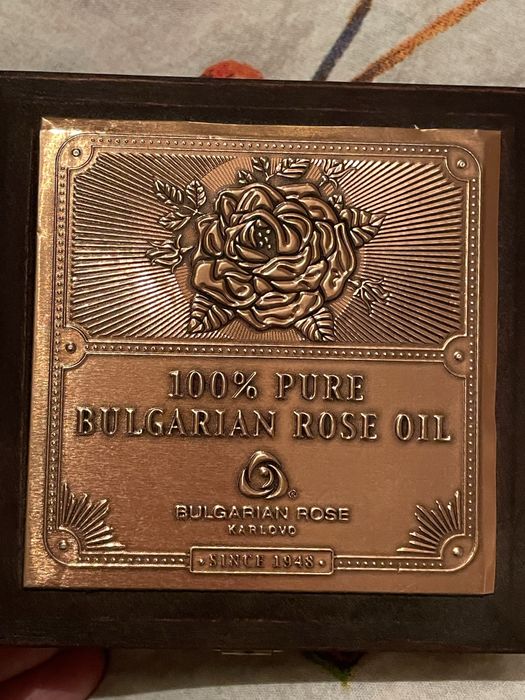 100% PURE
BULGARIAN ROSE OIL
®
BULGARIAN ROSE
KARLOVO
· SINCE 1948 ·